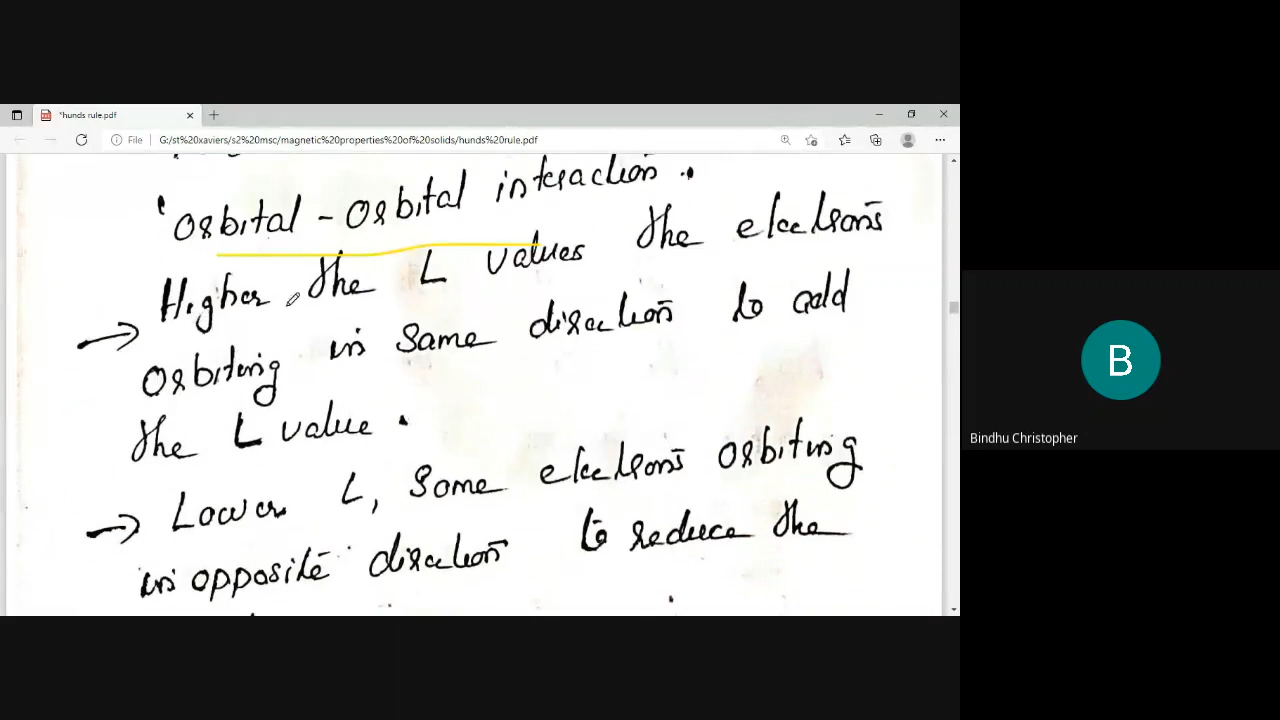 *hunds rule.pdf
File
G:/st%20xaviers/s2%20msc/magnetic%20properties%20of%20solids/hunds%20rule.pdf
'Orbital - Orbital interaction.
→ Higher the L values the electrons
Orbiting in same direction to add
the L value.
→ Lower L, some electrons orbiting
in opposite direction to reduce the
B
Bindhu Christopher